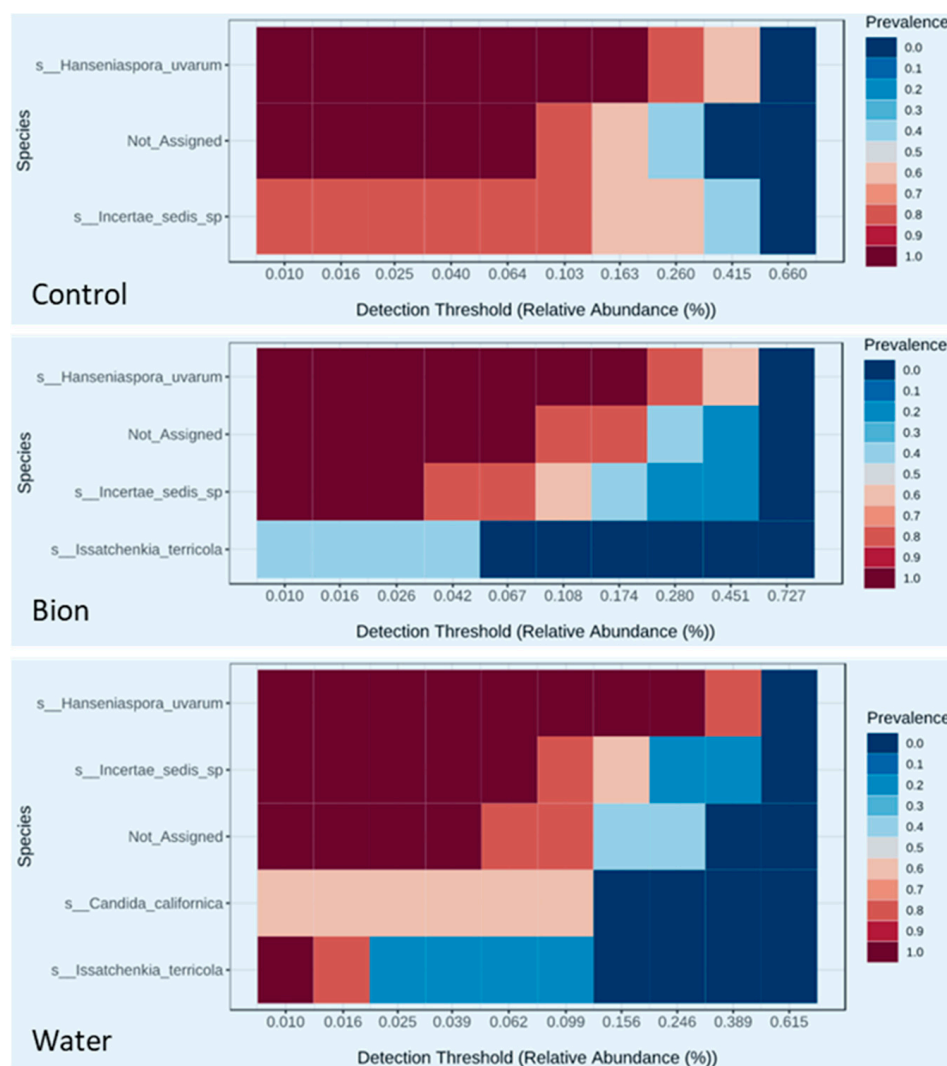 Prevalence
0.0
0.1
0.2
0.3
0.4
0.5
0.6
0.7
0.8
0.9
1.0
Species
s__Hanseniaspora_uvarum
Not_Assigned
s__Incertae_sedis_sp
0.010 0.016 0.025 0.040 0.064 0.103 0.163 0.260 0.415 0.660
Control
Detection Threshold (Relative Abundance (%))
Prevalence
0.0
0.1
0.2
0.3
0.4
0.5
0.6
0.7
0.8
0.9
1.0
Species
s__Hanseniaspora_uvarum
Not_Assigned
s__Incertae_sedis_sp
s__Issatchenkia_terricola
0.010 0.016 0.026 0.042 0.067 0.108 0.174 0.280 0.451 0.727
Bion
Detection Threshold (Relative Abundance (%))
Prevalence
0.0
0.1
0.2
0.3
0.4
0.5
0.6
0.7
0.8
0.9
1.0
Species
s__Hanseniaspora_uvarum
s__Incertae_sedis_sp
Not_Assigned
s__Candida_californica
s__Issatchenkia_terricola
0.010 0.016 0.025 0.039 0.062 0.099 0.156 0.246 0.389 0.615
Water
Detection Threshold (Relative Abundance (%))